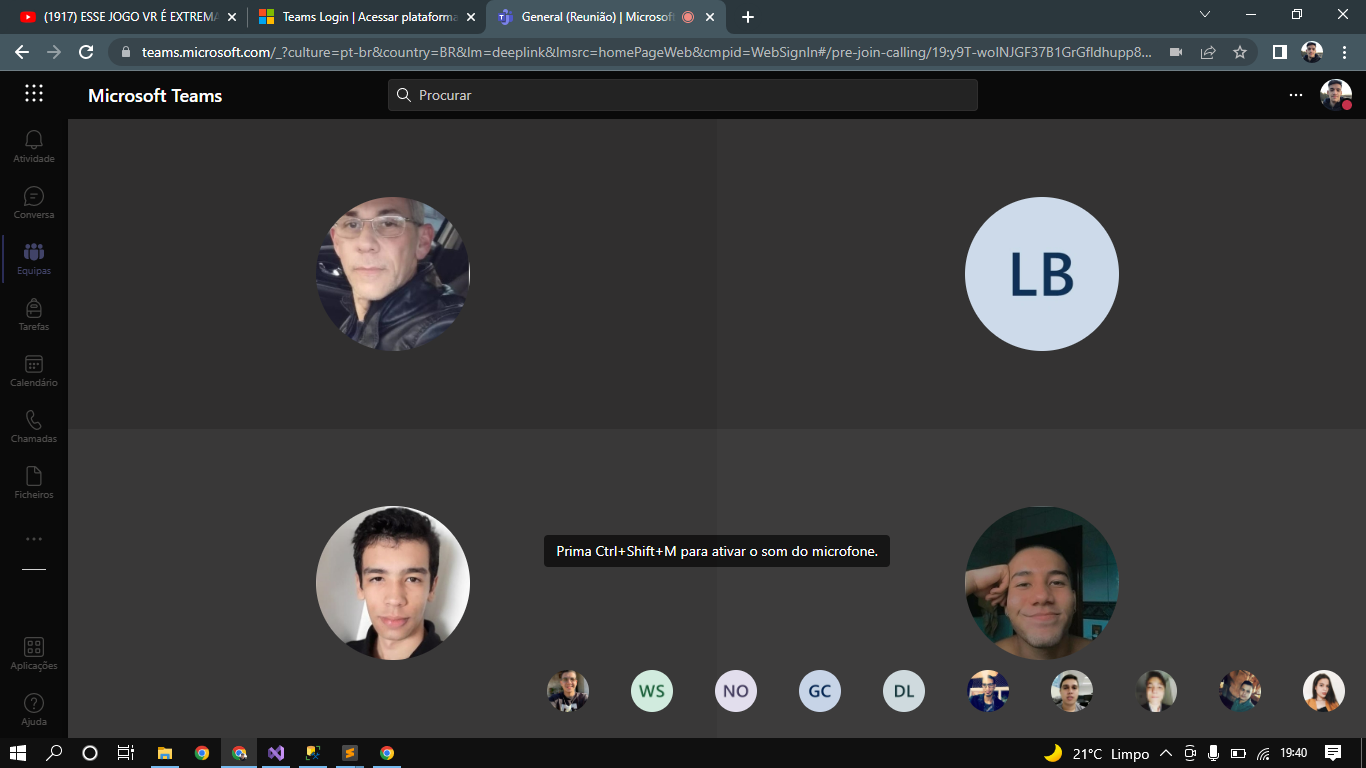 (1917) ESSE JOGO VR É EXTREMA
Teams Login | Acessar plataforma
General (Reunião) | Microsoft
teams.microsoft.com/_?culture=pt-br&country=BR&lm=deeplink&lmsrc=homePageWeb&cmpid=WebSignIn#/pre-join-calling/19:y9T-woINJGF37B1GrGfldhupp8...
Microsoft Teams
Procurar
Atividade
Conversa
Equipas
Tarefas
Calendário
Chamadas
Ficheiros
Aplicações
Ajuda
LB
Prima Ctrl+Shift+M para ativar o som do microfone.
WS
NO
GC
DL
21°C Limpo
19:40